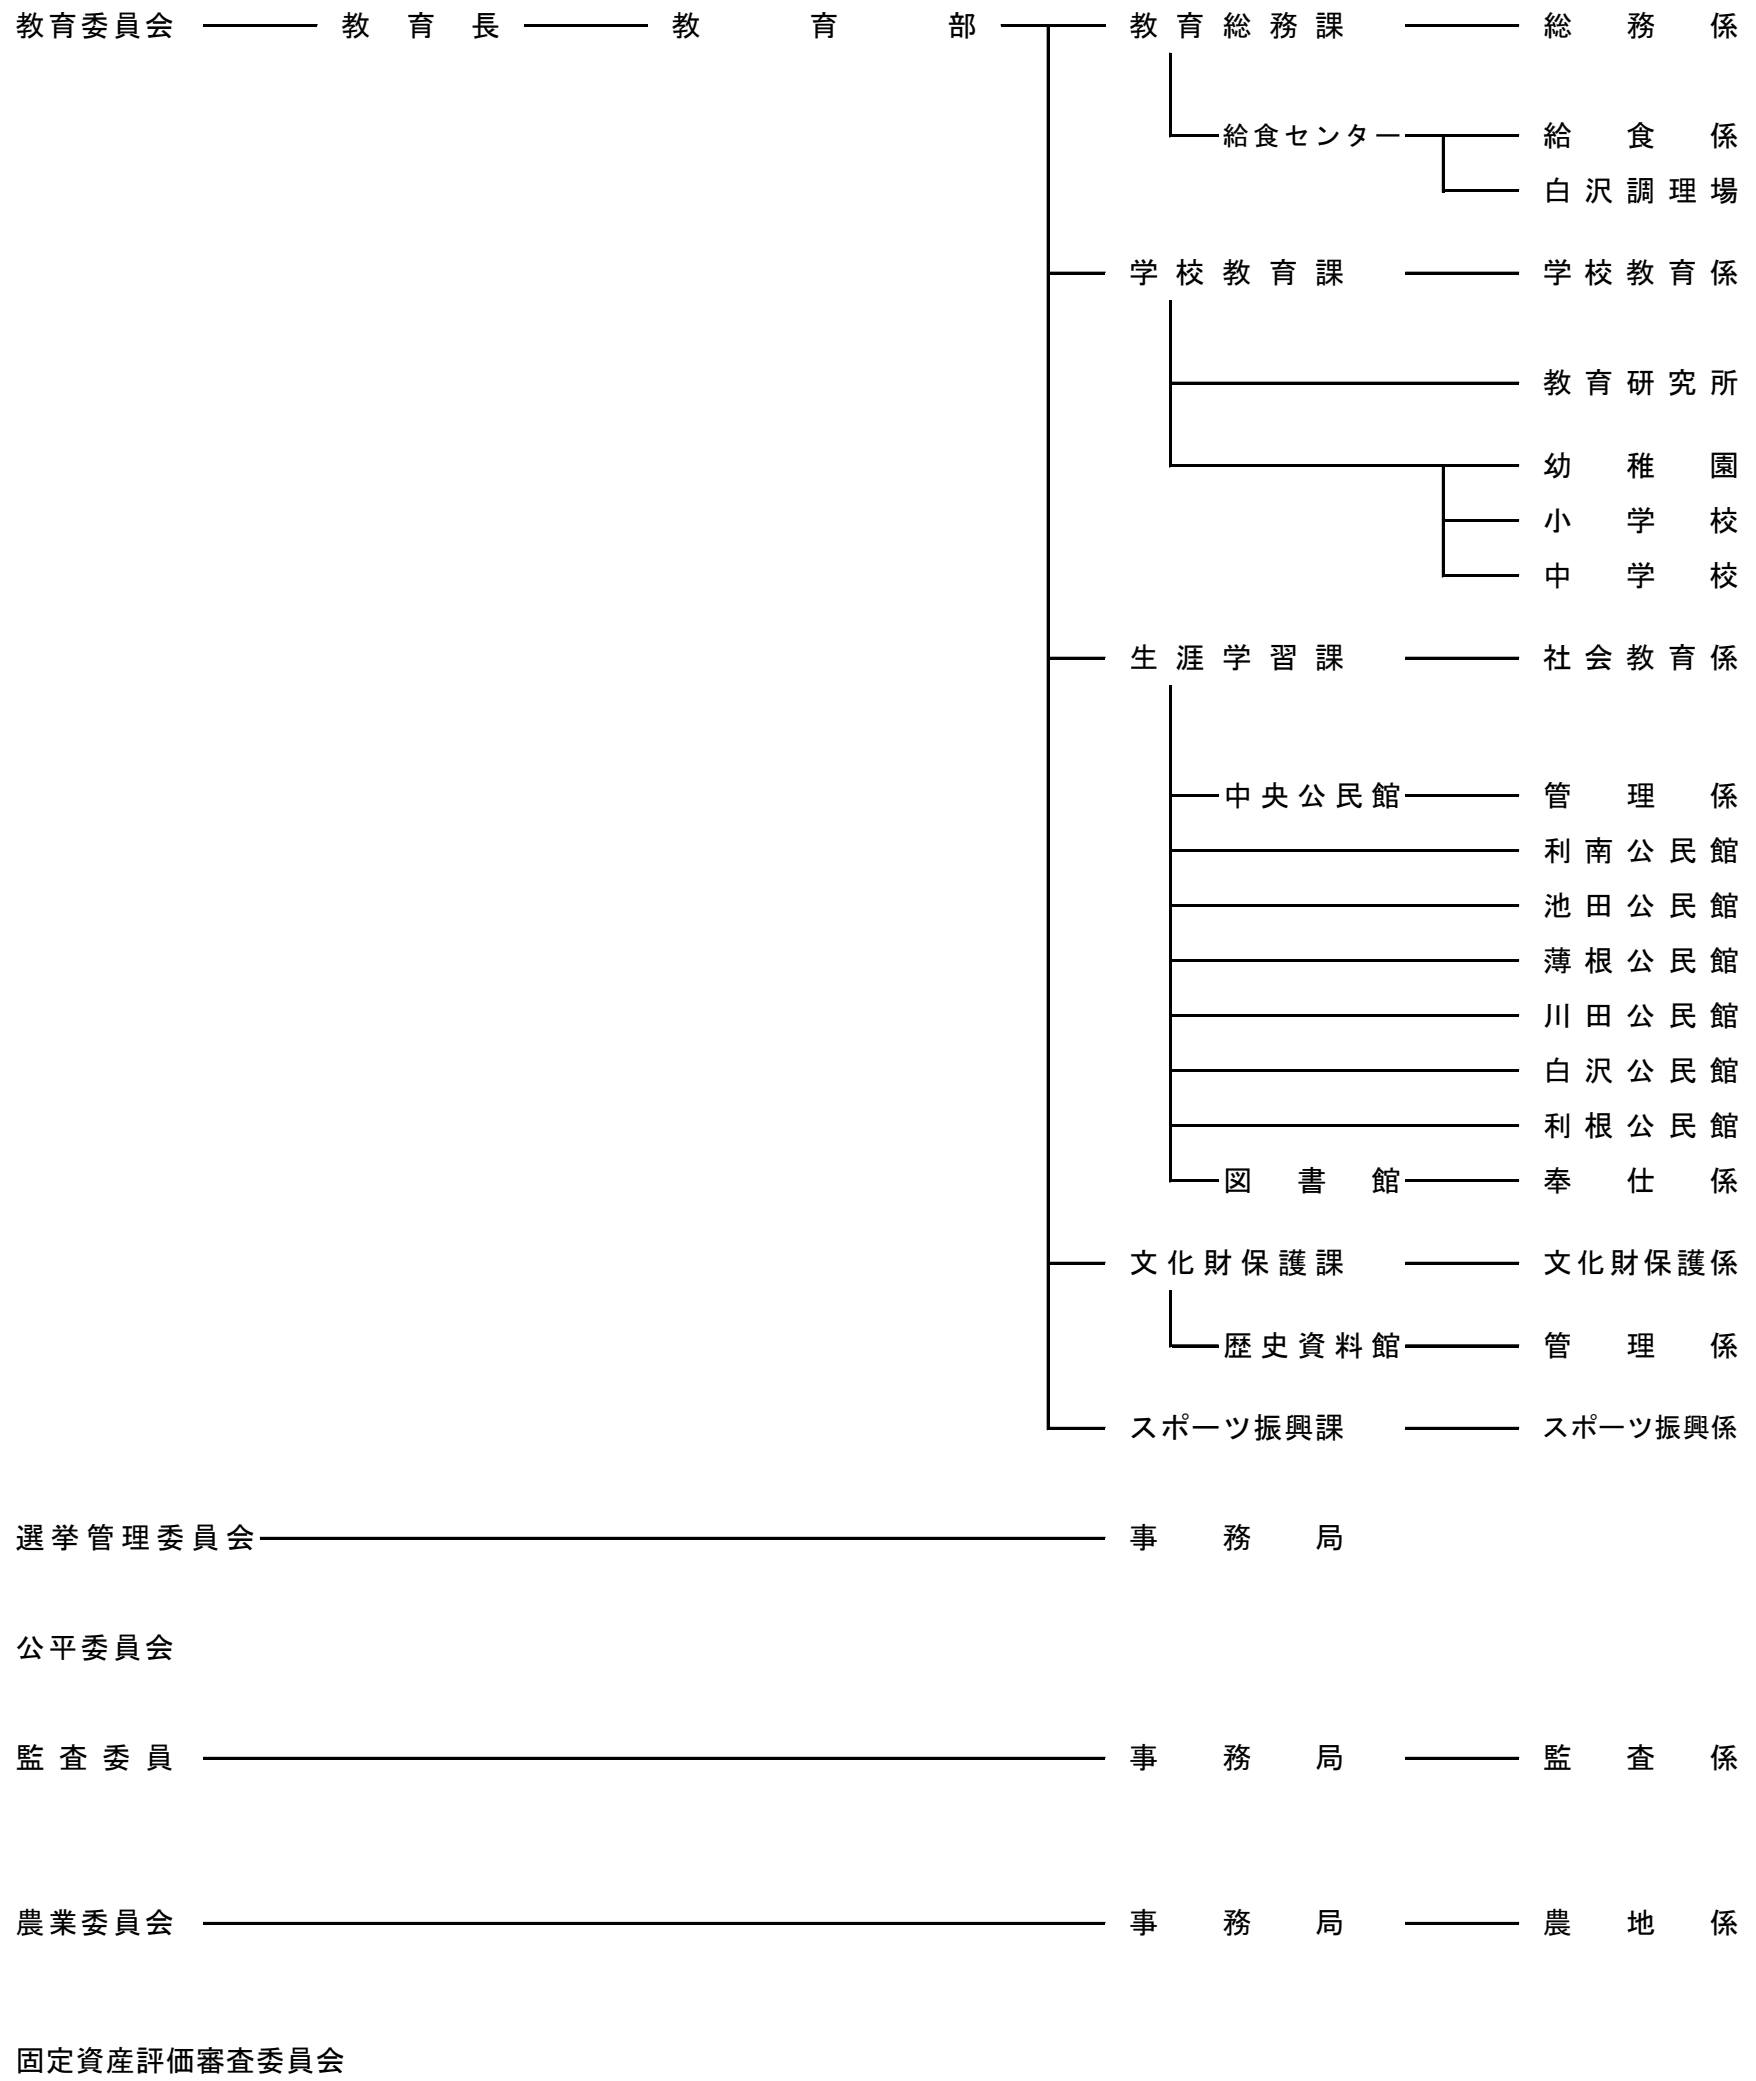 教育委員会 教育長 教育部 教育総務課 総務係
給食センター 給食係
白沢調理場
学校教育課 学校教育係
教育研究所
幼稚園
小学校
中学校
生涯学習課 社会教育係
中央公民館 管理係
利南公民館
池田公民館
薄根公民館
川田公民館
白沢公民館
利根公民館
図書館 奉仕係
文化財保護課 文化財保護係
歴史資料館 管理係
スポーツ振興課 スポーツ振興係
選挙管理委員会 事務局
公平委員会
監査委員 事務局 監査係
農業委員会 事務局 農地係
固定資産評価審査委員会